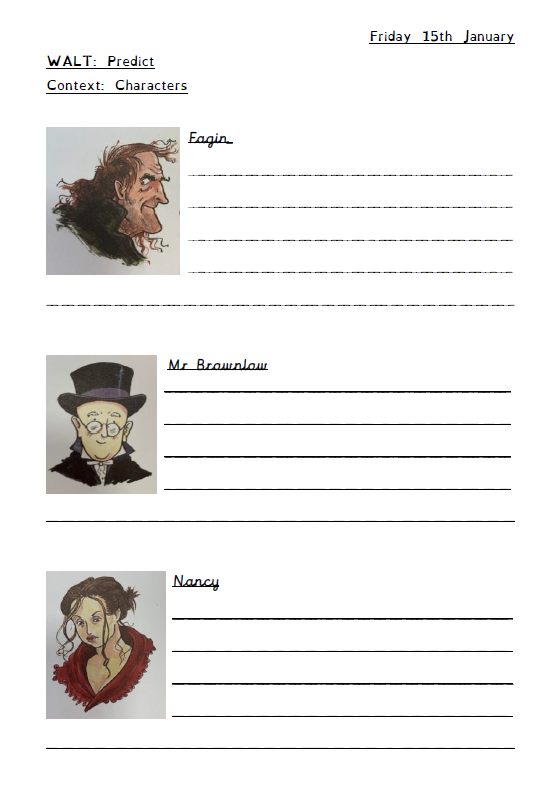 Friday 15th January
WALT: Predict
Context: Characters
Fagin
Mr Brownlow
Nancy